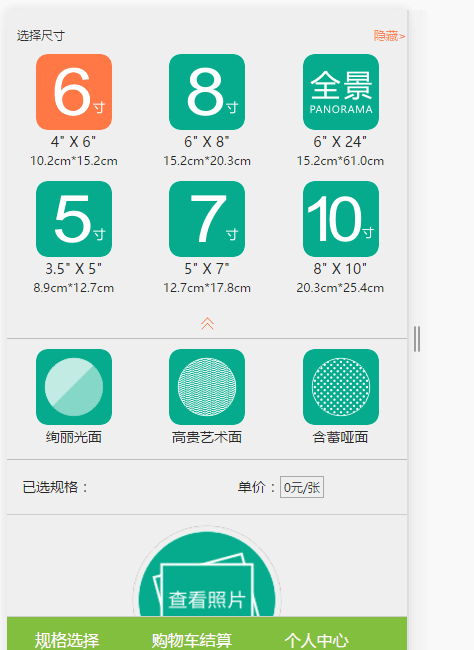 选择尺寸 隐藏>
6寸 8寸 全景 PANORAMA
4" X 6" 6" X 8" 6" X 24"
10.2cm*15.2cm 15.2cm*20.3cm 15.2cm*61.0cm
5寸 7寸 10寸
3.5" X 5" 5" X 7" 8" X 10"
8.9cm*12.7cm 12.7cm*17.8cm 20.3cm*25.4cm
绚丽光面 高贵艺术面 含蓄哑面
已选规格： 单价：0元/张
查看照片
规格选择 购物车结算 个人中心